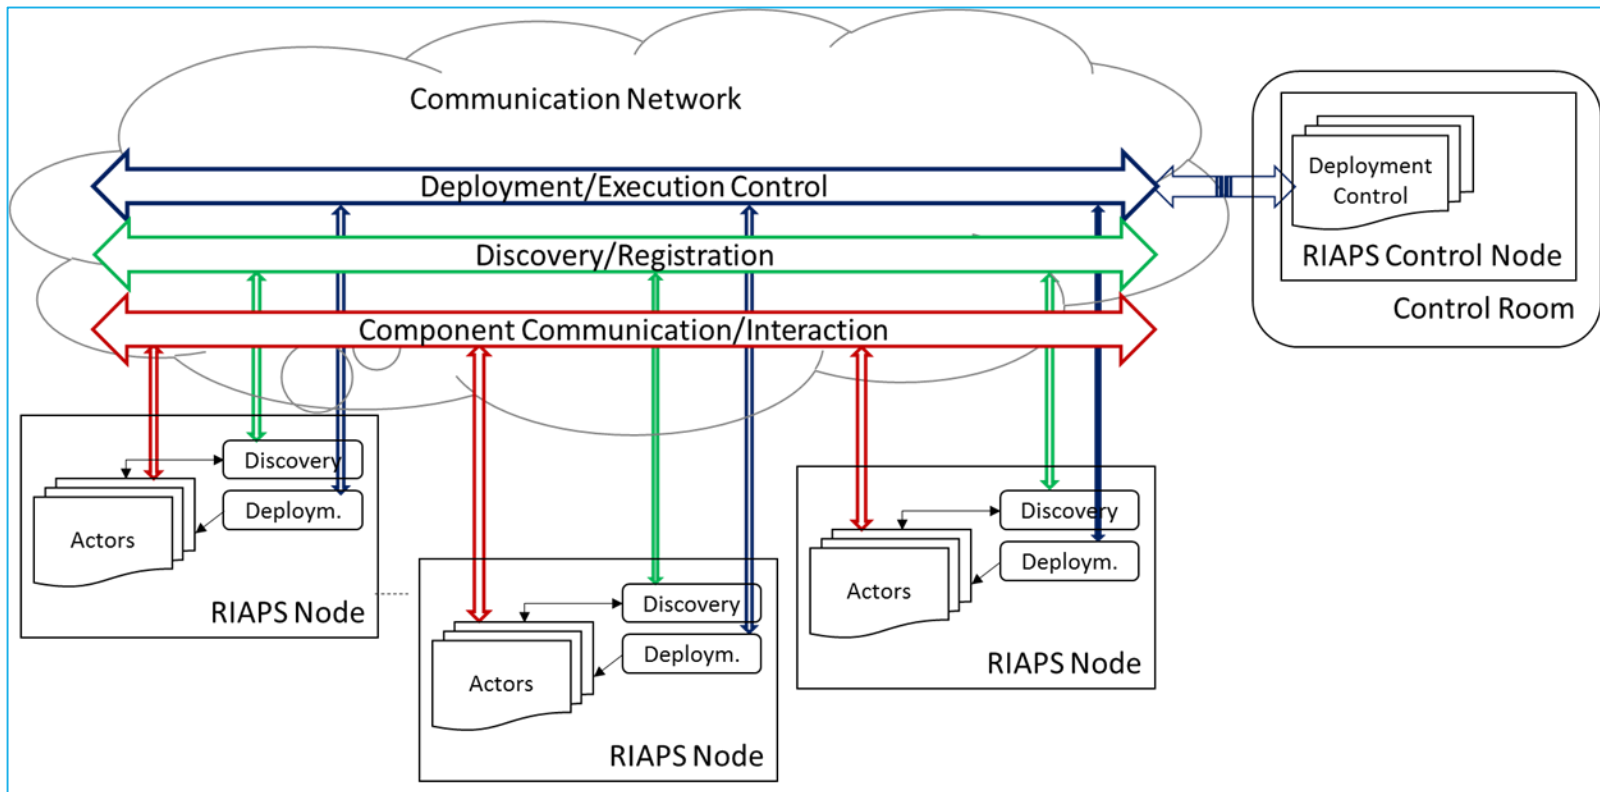 Communication Network
Deployment/Execution Control
Discovery/Registration
Component Communication/Interaction
Deployment
Control
RIAPS Control Node
Control Room
Discovery
Deploym.
Actors
RIAPS Node
Discovery
Deploym.
Actors
RIAPS Node
Discovery
Deploym.
Actors
RIAPS Node